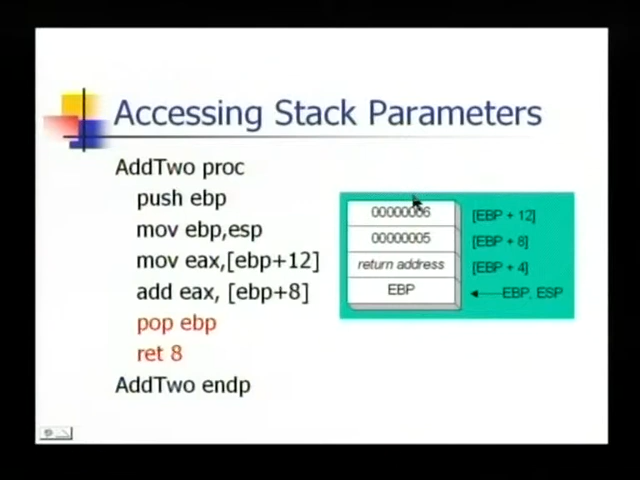 Accessing Stack Parameters
AddTwo proc
push ebp
mov ebp,esp
mov eax,[ebp+12]
add eax, [ebp+8]
pop ebp
ret 8
AddTwo endp
00000006 [EBP + 12]
00000005 [EBP + 8]
return address [EBP + 4]
EBP EBP, ESP